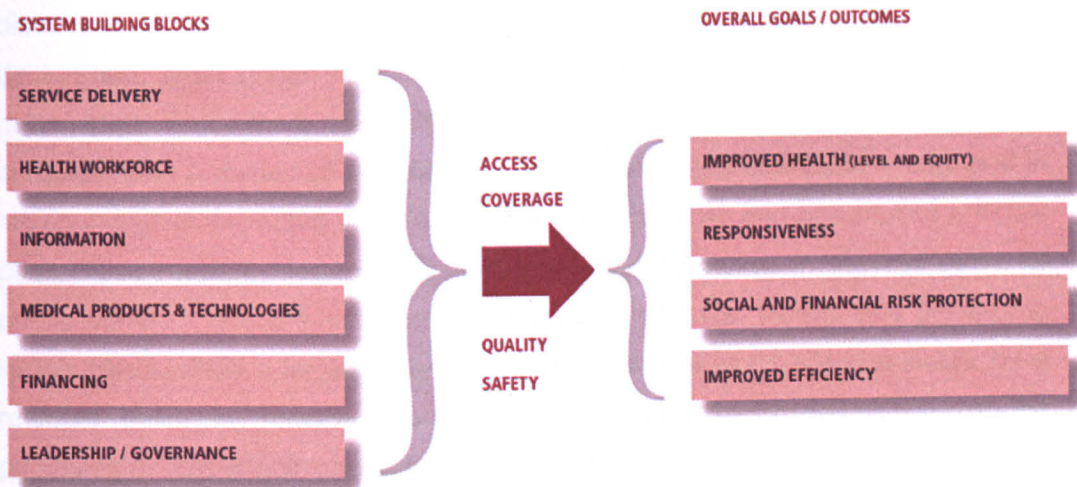 SYSTEM BUILDING BLOCKS
SERVICE DELIVERY
HEALTH WORKFORCE
INFORMATION
MEDICAL PRODUCTS & TECHNOLOGIES
FINANCING
LEADERSHIP / GOVERNANCE
ACCESS
COVERAGE
QUALITY
SAFETY
OVERALL GOALS / OUTCOMES
IMPROVED HEALTH (LEVEL AND EQUITY)
RESPONSIVENESS
SOCIAL AND FINANCIAL RISK PROTECTION
IMPROVED EFFICIENCY